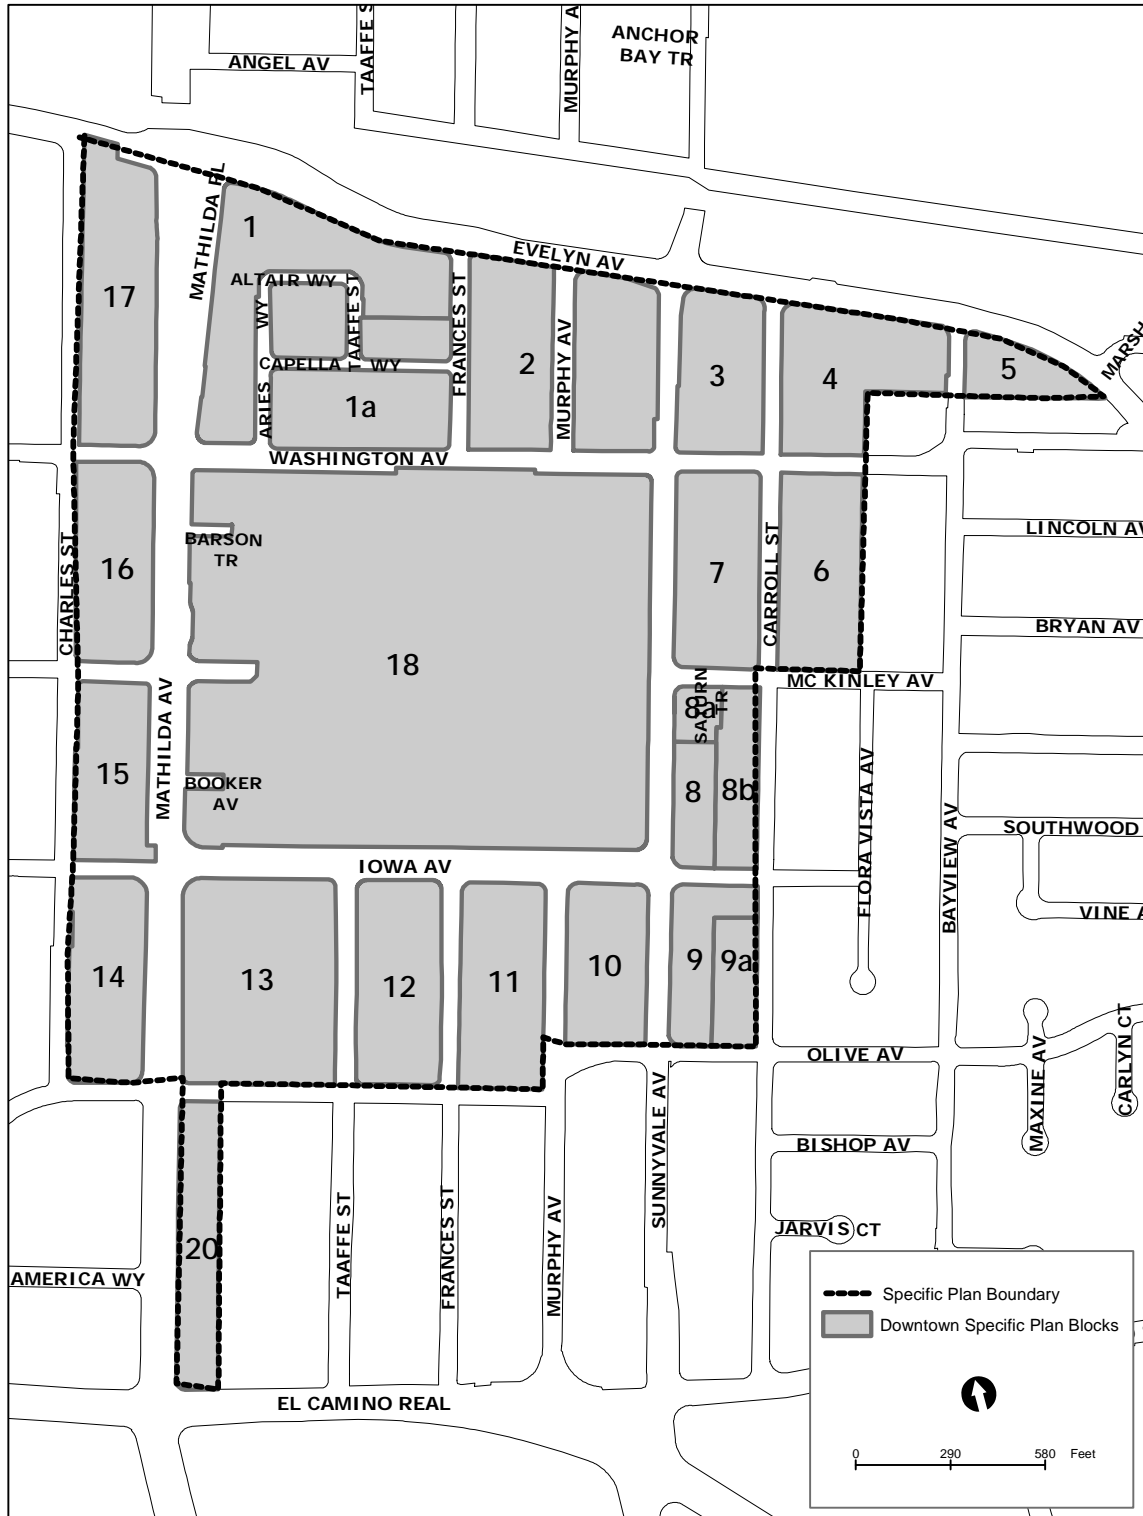 ANCHOR
BAY TR
ANGEL AV
TAAFFE S
MURPHY A
MATHILDA PL
1
EVELYN AV
ALTAIR WY
17
WY
TAAFFE ST
FRANCES ST
MURPHY AV
2
3
4
5
MARSH
CAPELLA WY
ARIES
1a
WASHINGTON AV
LINCOLN AV
BARSON
TR
CHARLES ST
16
7
CARROLL ST
6
BRYAN AV
18
MC KINLEY AV
SATURN
TR
8a
MATHILDA AV
15
BOOKER
AV
8
8b
FLORA VISTA AV
BAYVIEW AV
SOUTHWOOD
IOWA AV
VINE A
14
13
12
11
10
9
9a
OLIVE AV
MAXINE AV
CARLYN CT
BISHOP AV
SUNNYVALE AV
TAAFFE ST
FRANCES ST
MURPHY AV
JARVIS CT
20
AMERICA WY
EL CAMINO REAL
Specific Plan Boundary
Downtown Specific Plan Blocks
0 290 580 Feet